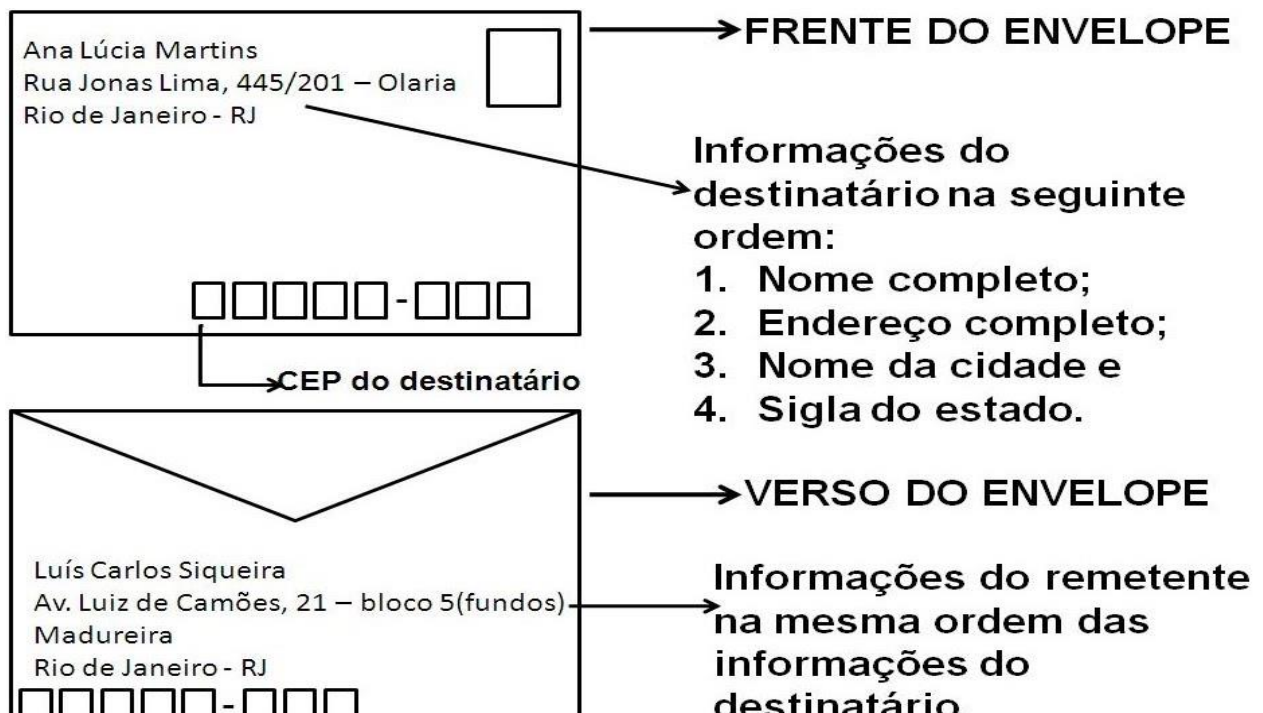 Ana Lúcia Martins
Rua Jonas Lima, 445/201 – Olaria
Rio de Janeiro - RJ
FRENTE DO ENVELOPE
Informações do
destinatário na seguinte
ordem:
1. Nome completo;
2. Endereço completo;
3. Nome da cidade e
4. Sigla do estado.
-
CEP do destinatário
VERSO DO ENVELOPE
Luís Carlos Siqueira
Av. Luiz de Camões, 21 – bloco 5(fundos)
Madureira
Rio de Janeiro - RJ
-
Informações do remetente
na mesma ordem das
informações do
destinatário